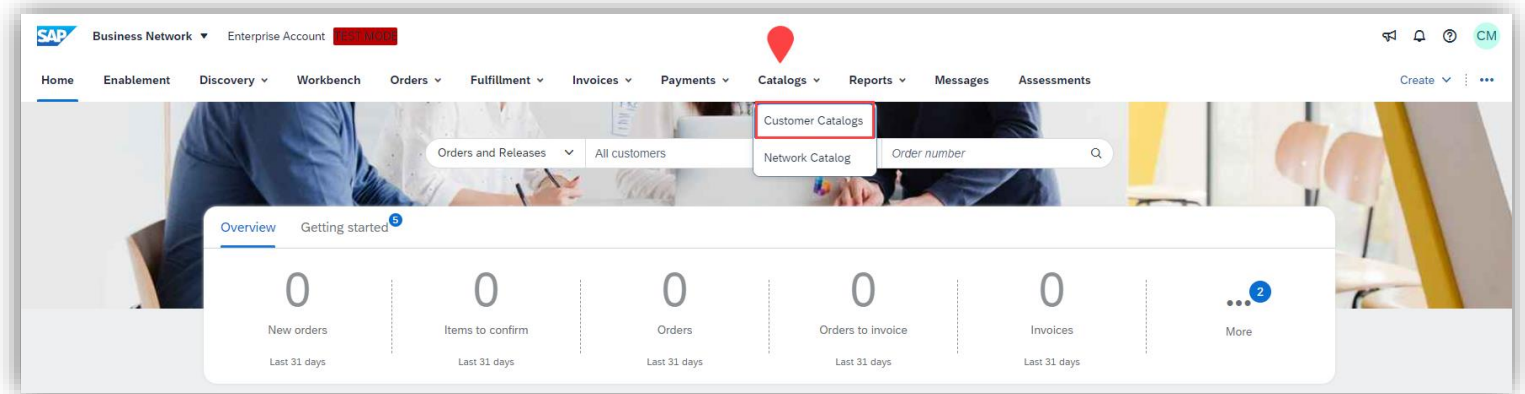 SAP Business Network Enterprise Account TEST MODE CM
Home Enablement Discovery Workbench Orders Fulfillment Invoices Payments Catalogs Reports Messages Assessments Create
Customer Catalogs
Orders and Releases All customers Order number
Network Catalog
Overview Getting started 5
0 0 0 0 0 ... 2
New orders Items to confirm Orders Orders to invoice Invoices More
Last 31 days Last 31 days Last 31 days Last 31 days Last 31 days